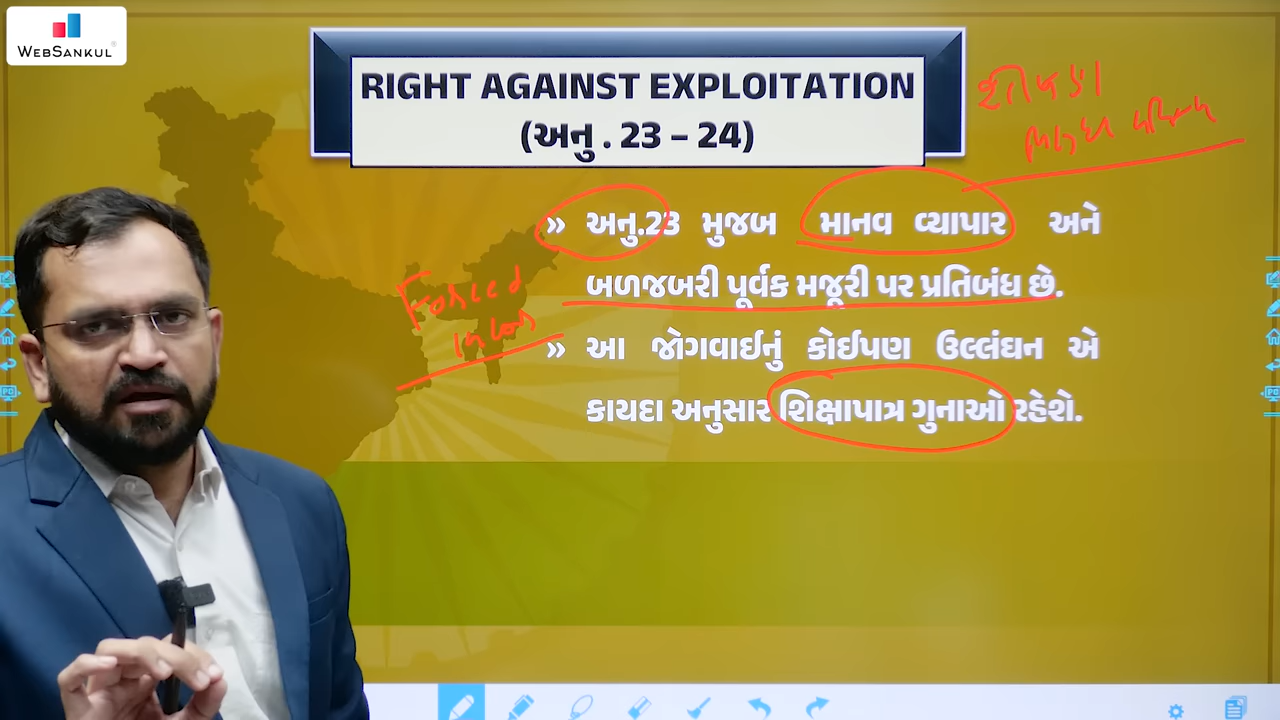 WEBSANKUL
RIGHT AGAINST EXPLOITATION
(અનુ . 23 – 24)
» અનુ.23 મુજબ માનવ વ્યાપાર અને
બળજબરી પૂર્વક મજૂરી પર પ્રતિબંધ છે.
Forced
» આ જોગવાઈનું કોઈપણ ઉલ્લંઘન એ
કાયદા અનુસાર શિક્ષાપાત્ર ગુનાઓ રહેશે.